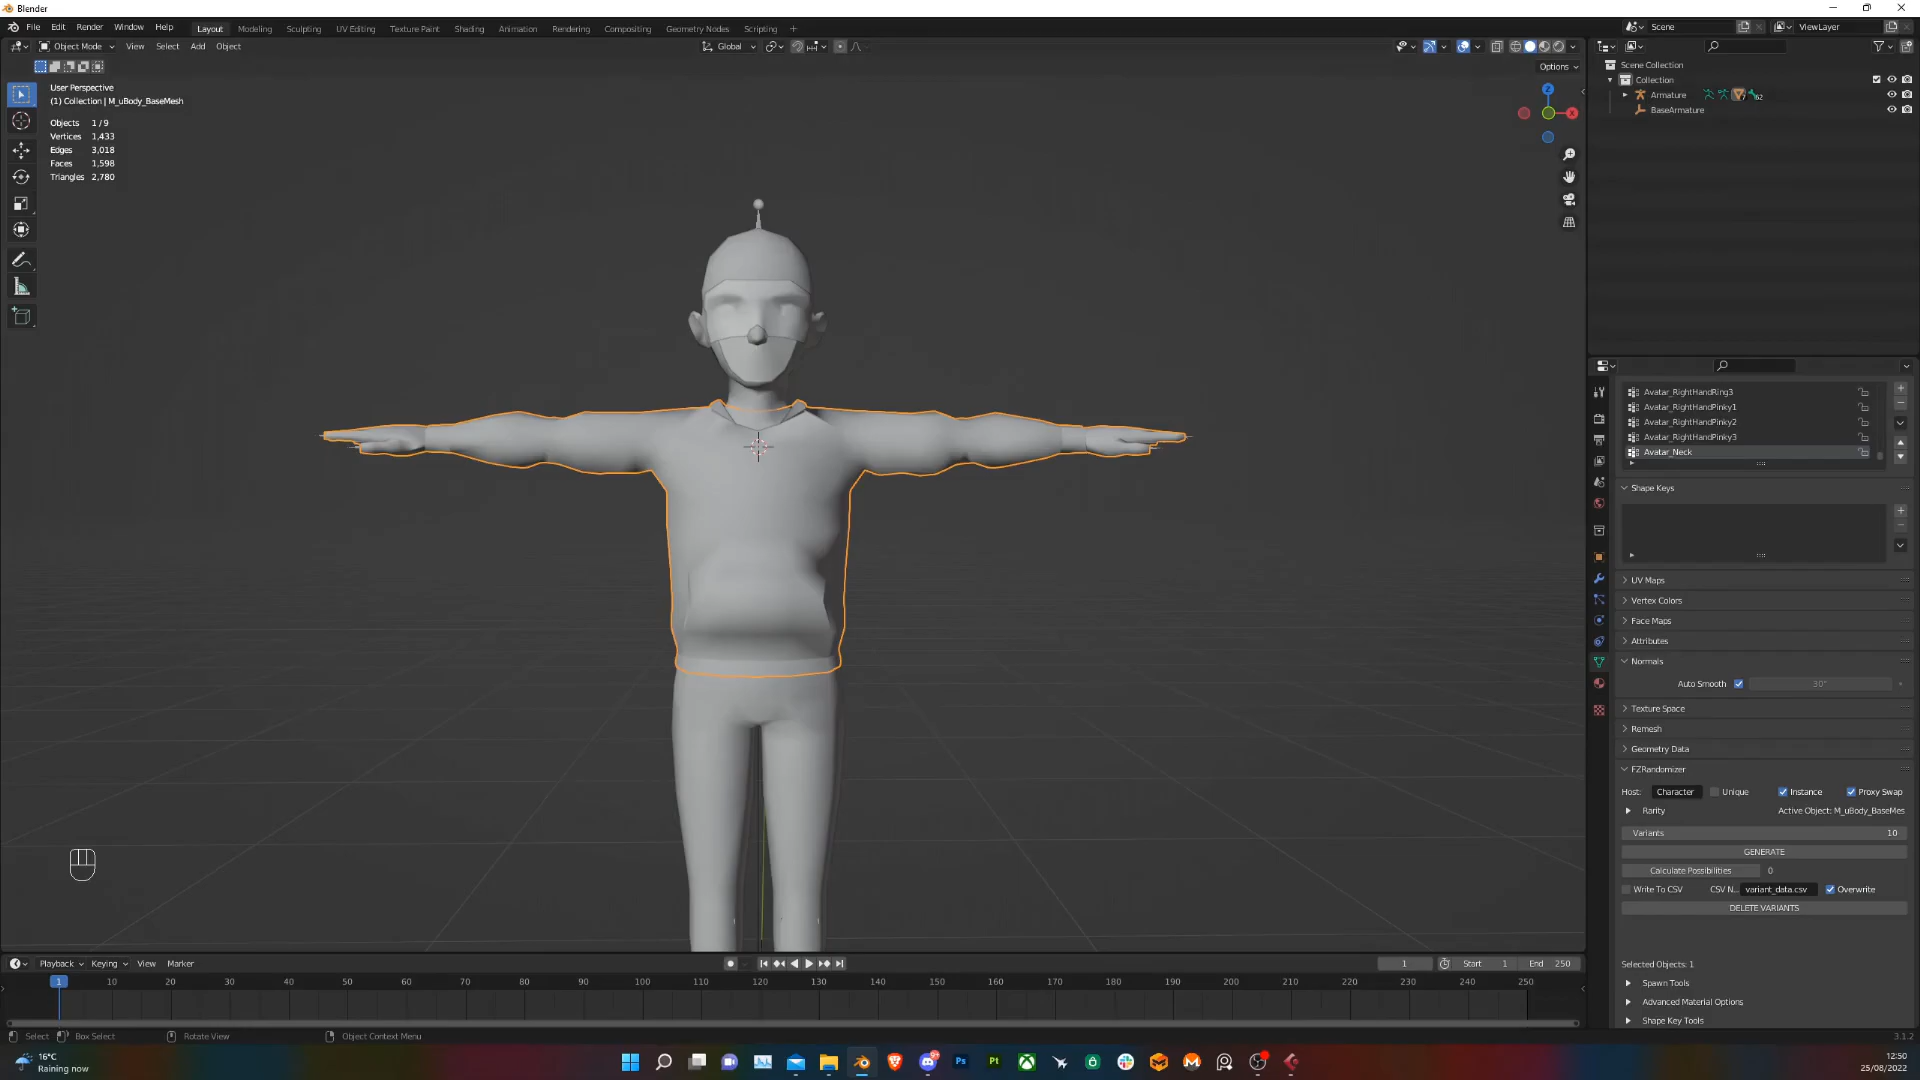 Blender
File Edit Render Window Help Layout Modeling Sculpting UV Editing Texture Paint Shading Animation Rendering Compositing Geometry Nodes Scripting + Scene ViewLayer
Object Mode View Select Add Object Global
Options
User Perspective
(1) Collection | M_uBody_BaseMesh
Objects 1/9
Vertices 1,433
Edges 3,018
Faces 1,598
Triangles 2,780
Z
X
Scene Collection
Collection
Armature 7 62
BaseArmature
Avatar_RightHandRing3
Avatar_RightHandPinky1
Avatar_RightHandPinky2
Avatar_RightHandPinky3
Avatar_Neck
Shape Keys
UV Maps
Vertex Colors
Face Maps
Attributes
Normals
Auto Smooth 30°
Texture Space
Remesh
Geometry Data
FZRandomizer
Host: Character Unique Instance Proxy Swap
Rarity Active Object: M_uBody_BaseMes
Variants 10
GENERATE
Calculate Possibilities 0
Write To CSV CSV N... variant_data.csv Overwrite
DELETE VARIANTS
Selected Objects: 1
Spawn Tools
Advanced Material Options
Shape Key Tools
Playback Keying View Marker 1 Start 1 End 250
1 10 20 30 40 50 60 70 80 90 100 110 120 130 140 150 160 170 180 190 200 210 220 230 240 250
Select Box Select Rotate View Object Context Menu 3.1.2
16°C
Raining now
Ps Pt
12:50
25/08/2022